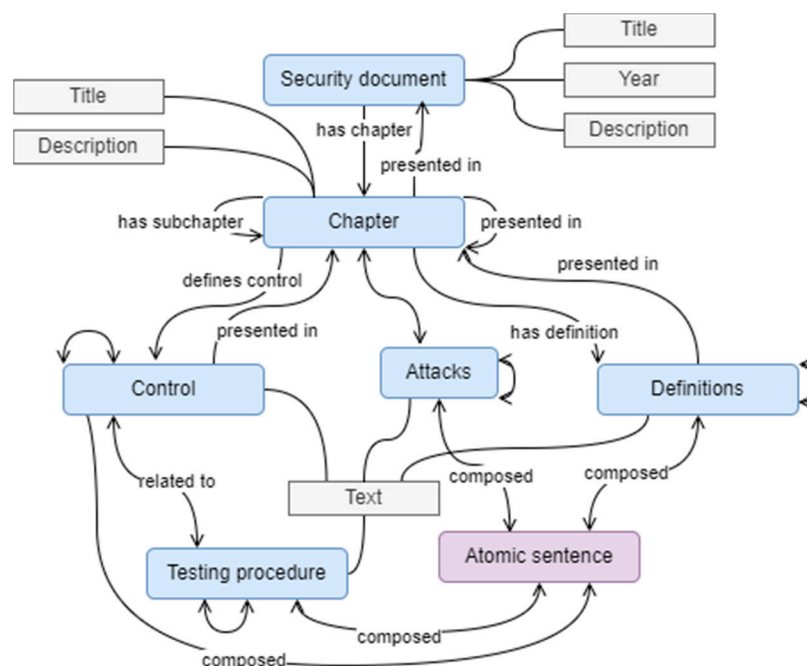 Title
Security document
Year
Title
has chapter
Description
Description
presented in
has subchapter
Chapter
presented in
defines control
presented in
presented in
has definition
Control
Attacks
Definitions
related to
composed
composed
Text
Testing procedure
Atomic sentence
composed
composed